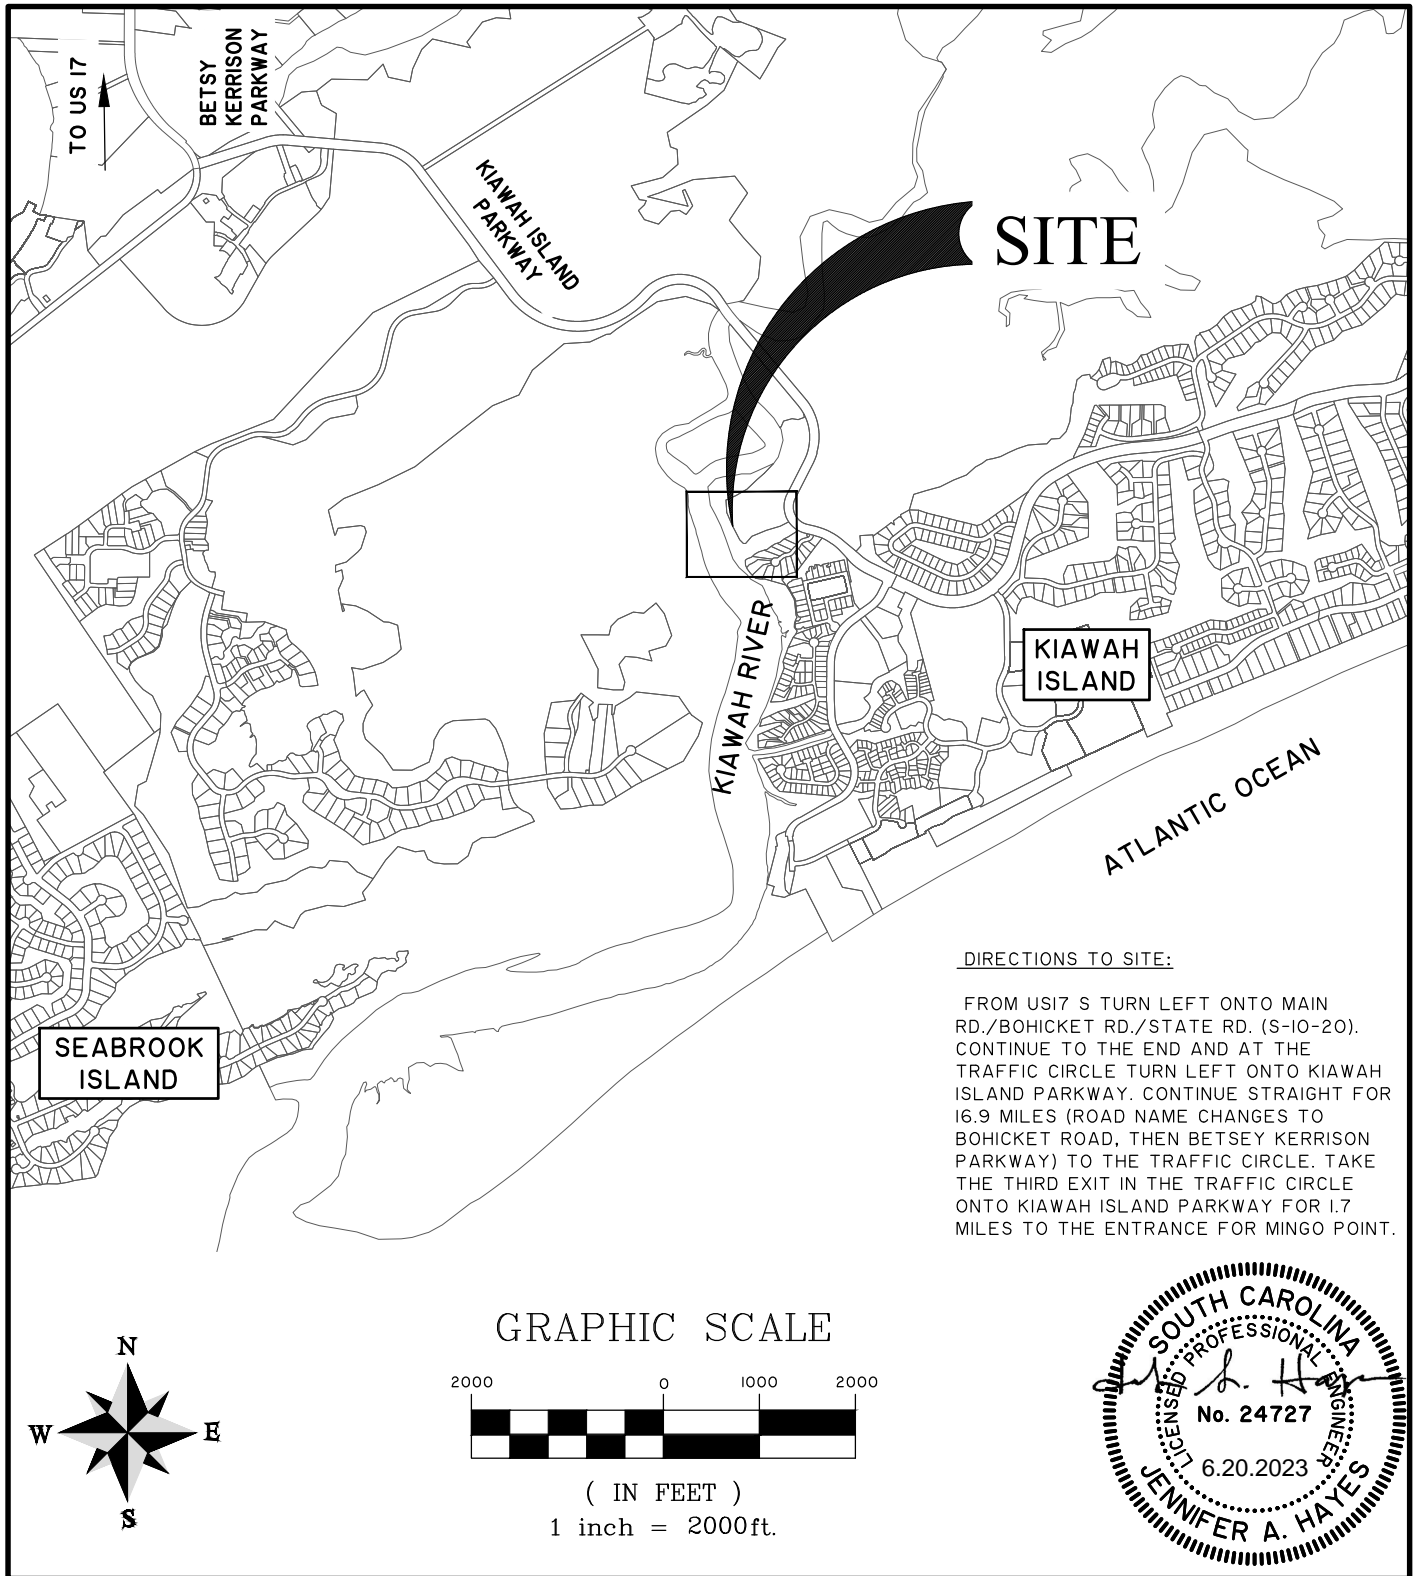 TO US 17
BETSY
KERRISON
PARKWAY
KIAWAH ISLAND
PARKWAY
SITE
KIAWAH RIVER
KIAWAH
ISLAND
ATLANTIC OCEAN
SEABROOK
ISLAND
DIRECTIONS TO SITE:
FROM US17 S TURN LEFT ONTO MAIN
RD./BOHICKET RD./STATE RD. (S-10-20).
CONTINUE TO THE END AND AT THE
TRAFFIC CIRCLE TURN LEFT ONTO KIAWAH
ISLAND PARKWAY. CONTINUE STRAIGHT FOR
16.9 MILES (ROAD NAME CHANGES TO
BOHICKET ROAD, THEN BETSEY KERRISON
PARKWAY) TO THE TRAFFIC CIRCLE. TAKE
THE THIRD EXIT IN THE TRAFFIC CIRCLE
ONTO KIAWAH ISLAND PARKWAY FOR 1.7
MILES TO THE ENTRANCE FOR MINGO POINT.
N
W
E
S
GRAPHIC SCALE
2000 0 1000 2000
( IN FEET )
1 inch = 2000ft.
SOUTH CAROLINA
LICENSED PROFESSIONAL ENGINEER
No. 24727
6.20.2023
JENNIFER A. HAYES